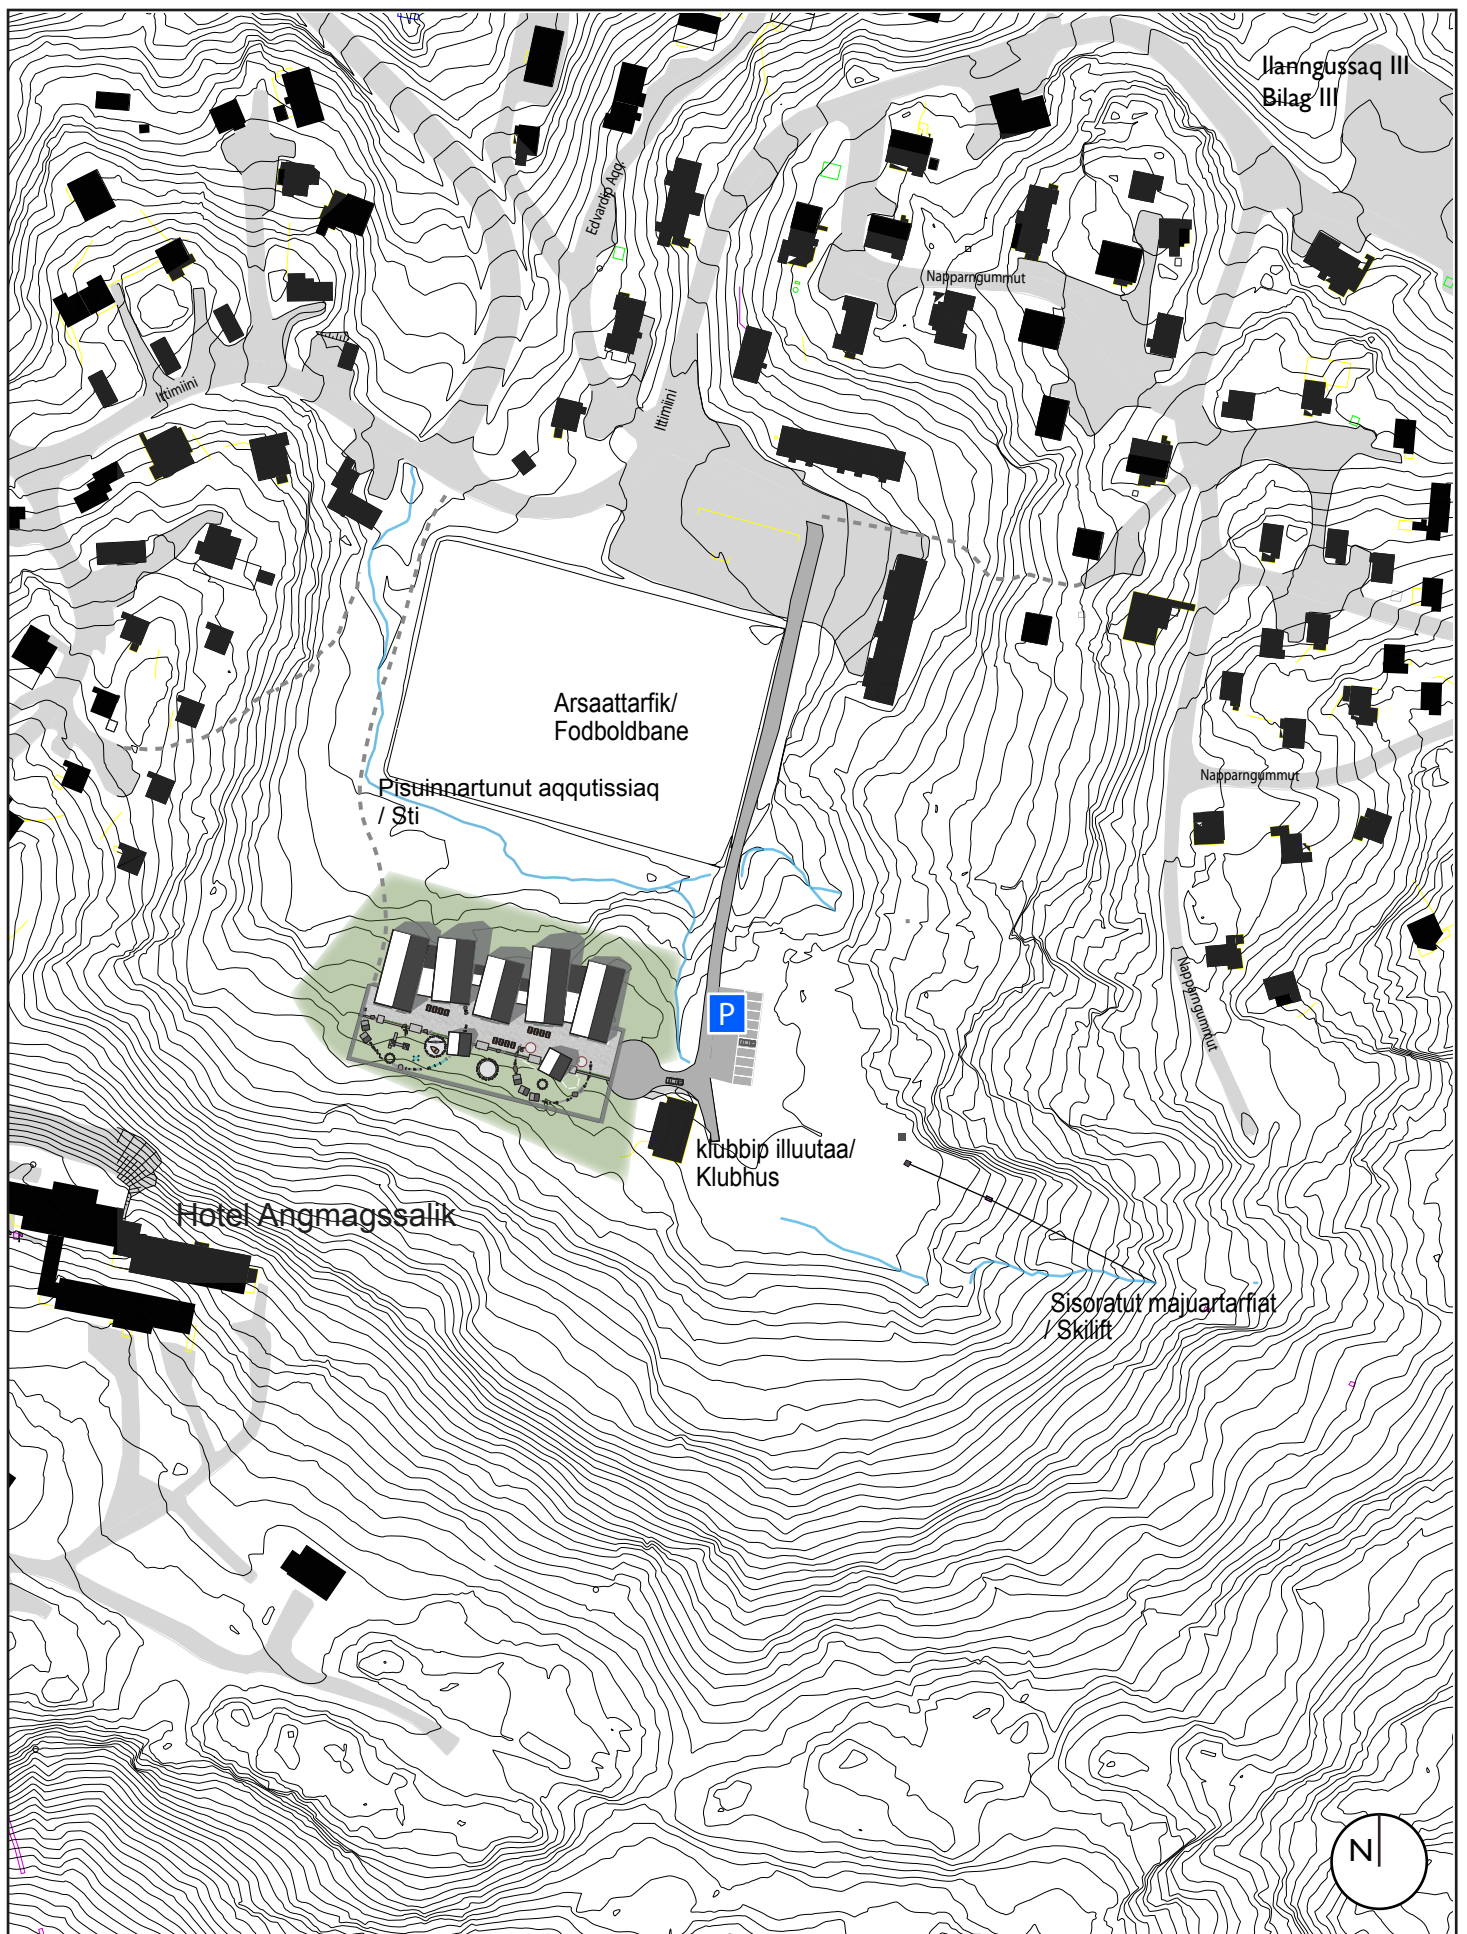 Ilanngussaq III
Bilag III
Edvardip Aqq.
Napparngummut
Ittimiini
Ittimiini
Arsaattarfik/
Fodboldbane
Napparngummut
Pisuinnartunut aqqutissiaq
/ Sti
Napparngummut
P
klubbip illuutaa/
Klubhus
Hotel Angmagssalik
Sisoratut majuartarfiat
/ Skilift
N